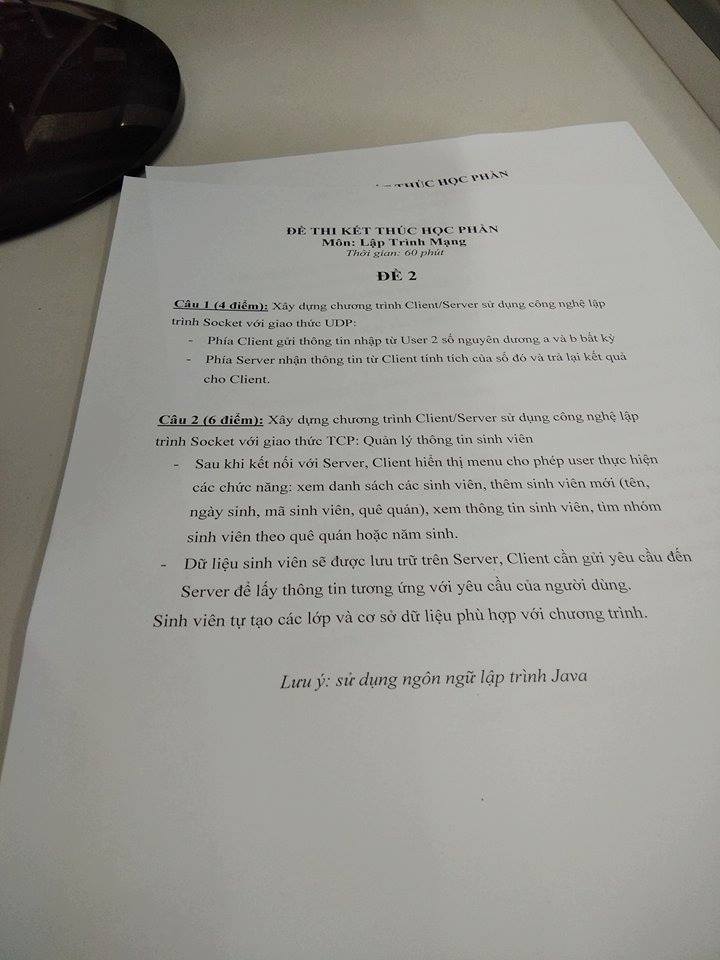 THÚC HỌC PHẦN
ĐỀ THI KẾT THÚC HỌC PHẦN
Môn: Lập Trình Mạng
Thời gian: 60 phút
ĐỀ 2
Câu 1 (4 điểm): Xây dựng chương trình Client/Server sử dụng công nghệ lập
trình Socket với giao thức UDP:
- Phía Client gửi thông tin nhập từ User 2 số nguyên dương a và b bất kỳ
- Phía Server nhận thông tin từ Client tính tích của số đó và trả lại kết quả
cho Client.
Câu 2 (6 điểm): Xây dựng chương trình Client/Server sử dụng công nghệ lập
trình Socket với giao thức TCP: Quản lý thông tin sinh viên
- Sau khi kết nối với Server, Client hiển thị menu cho phép user thực hiện
các chức năng: xem danh sách các sinh viên, thêm sinh viên mới (tên,
ngày sinh, mã sinh viên, quê quán), xem thông tin sinh viên, tìm nhóm
sinh viên theo quê quán hoặc năm sinh.
- Dữ liệu sinh viên sẽ được lưu trữ trên Server, Client cần gửi yêu cầu đến
Server để lấy thông tin tương ứng với yêu cầu của người dùng.
Sinh viên tự tạo các lớp và cơ sở dữ liệu phù hợp với chương trình.
Lưu ý: sử dụng ngôn ngữ lập trình Java